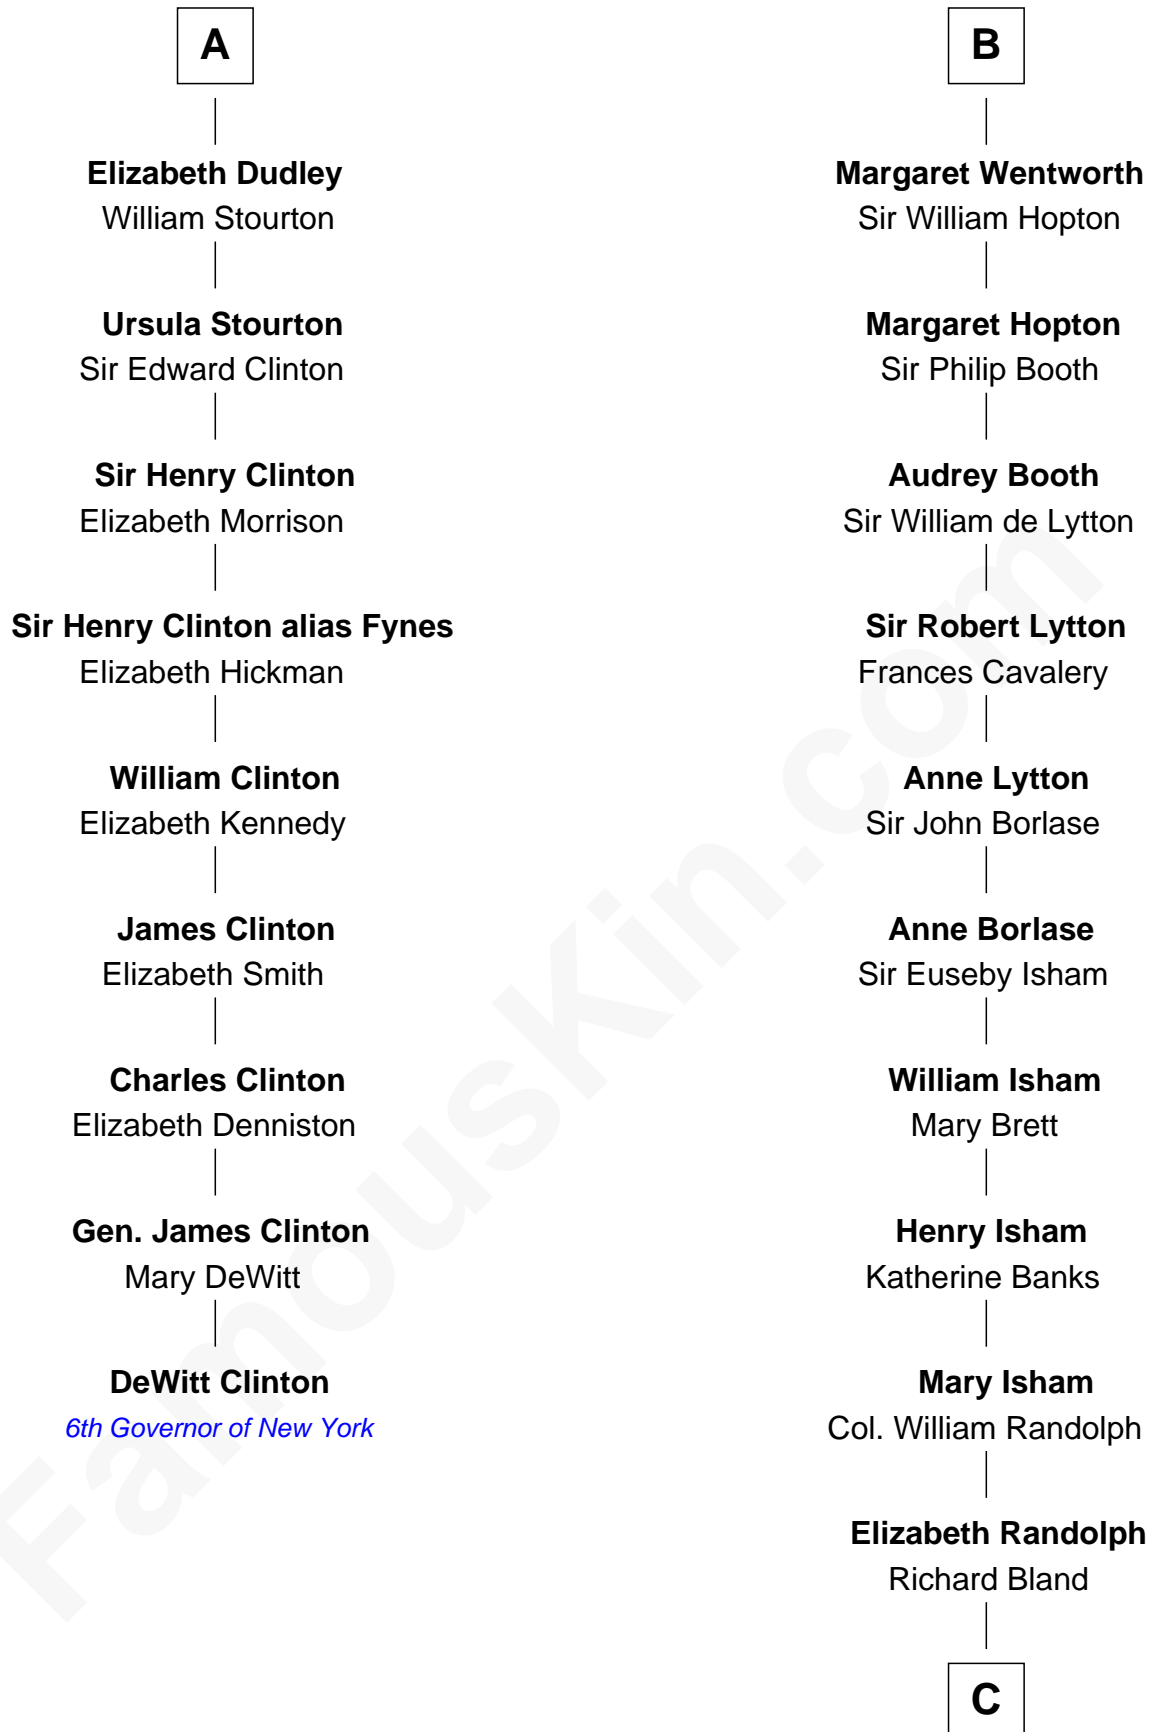 A
Elizabeth Dudley
William Stourton
Ursula Stourton
Sir Edward Clinton
Sir Henry Clinton
Elizabeth Morrison
Sir Henry Clinton alias Fynes
Elizabeth Hickman
William Clinton
Elizabeth Kennedy
James Clinton
Elizabeth Smith
Charles Clinton
Elizabeth Denniston
Gen. James Clinton
Mary DeWitt
DeWitt Clinton
6th Governor of New York
B
Margaret Wentworth
Sir William Hopton
Margaret Hopton
Sir Philip Booth
Audrey Booth
Sir William de Lytton
Sir Robert Lytton
Frances Cavalery
Anne Lytton
Sir John Borlase
Anne Borlase
Sir Euseby Isham
William Isham
Mary Brett
Henry Isham
Katherine Banks
Mary Isham
Col. William Randolph
Elizabeth Randolph
Richard Bland
C
FamousKin.com